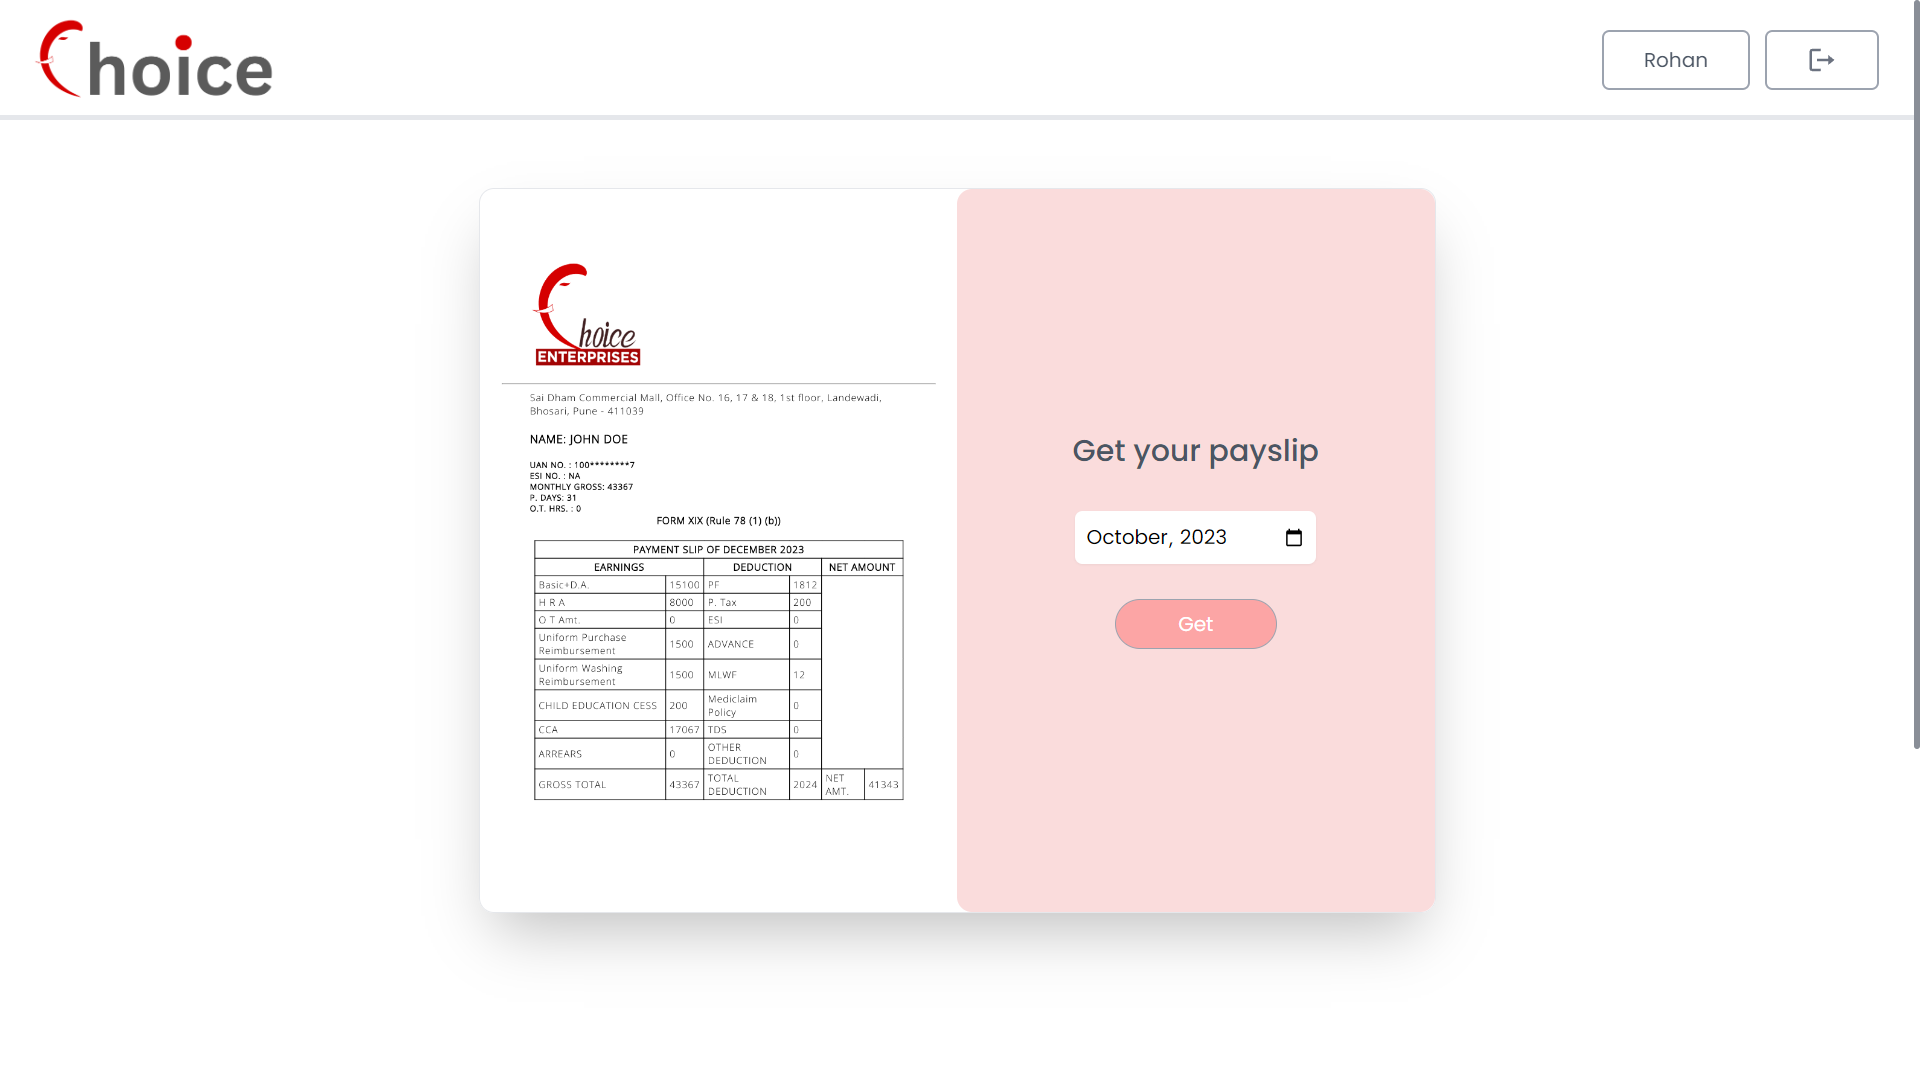 Choice
Rohan
Choice
ENTERPRISES
Sai Dham Commercial Mall, Office No. 16, 17 & 18, 1st floor, Landewadi,
Bhosari, Pune - 411039
NAME: JOHN DOE
UAN NO. : 100********7
ESI NO. : NA
MONTHLY GROSS: 43367
P. DAYS: 31
O.T. HRS. : 0
FORM XIX (Rule 78 (1) (b))
PAYMENT SLIP OF DECEMBER 2023
EARNINGS DEDUCTION NET AMOUNT
Basic+D.A. 15100 PF 1812
H R A 8000 P. Tax 200
O T Amt. 0 ESI 0
Uniform Purchase
Reimbursement 1500 ADVANCE 0
Uniform Washing
Reimbursement 1500 MLWF 12
CHILD EDUCATION CESS 200 Mediclaim
Policy 0
CCA 17067 TDS 0
ARREARS 0 OTHER
DEDUCTION 0
GROSS TOTAL 43367 TOTAL
DEDUCTION 2024 NET
AMT. 41343
Get your payslip
October, 2023
Get